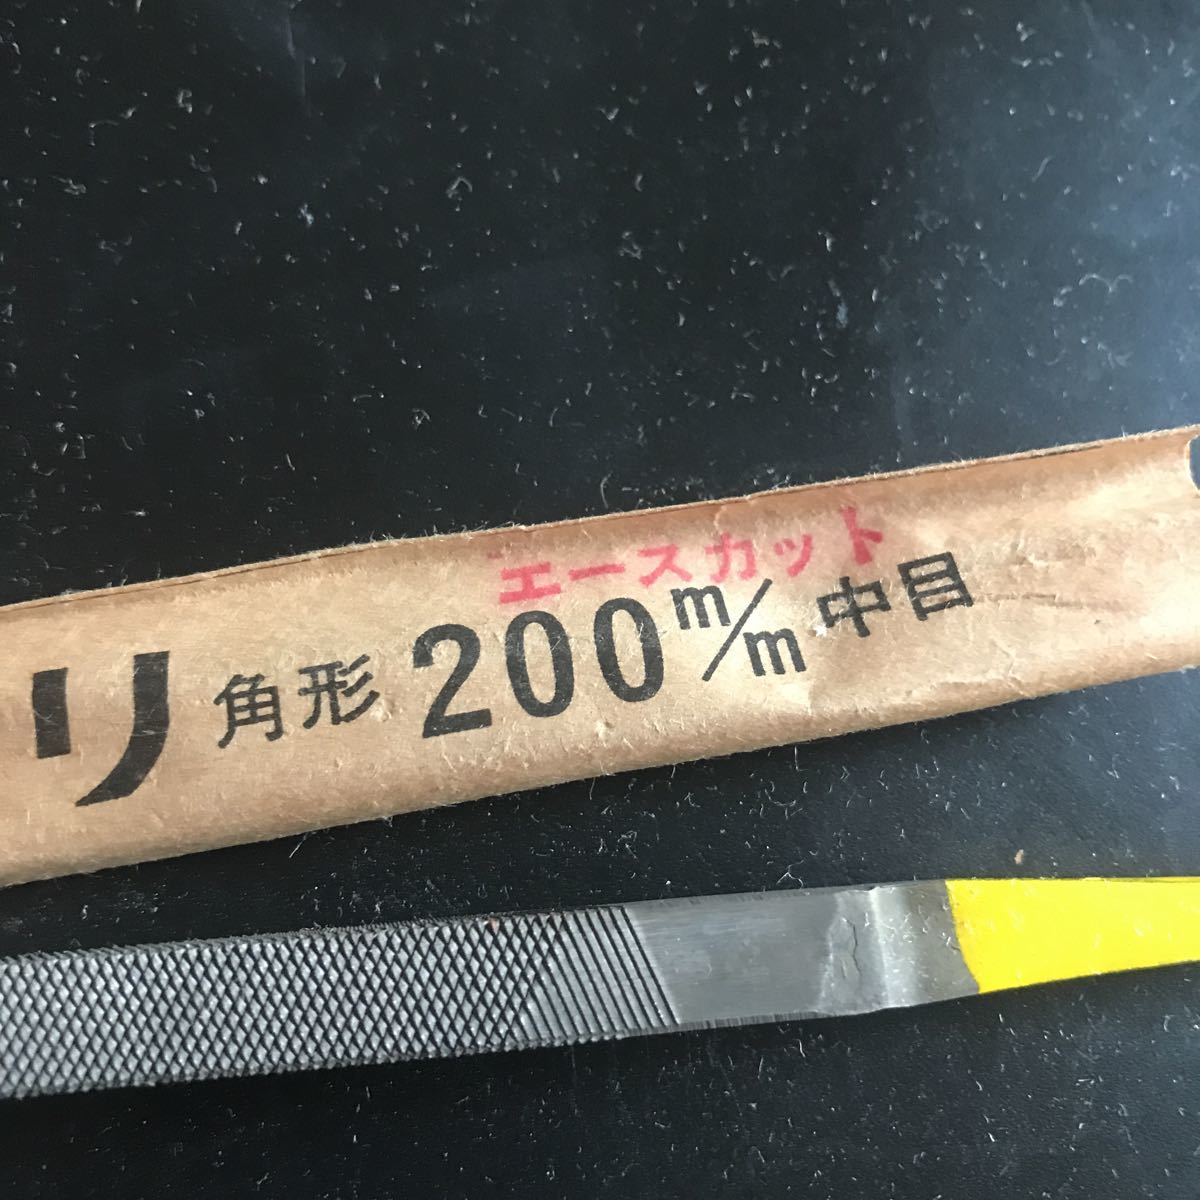 エースカット
リ 角形 200m/m 中目